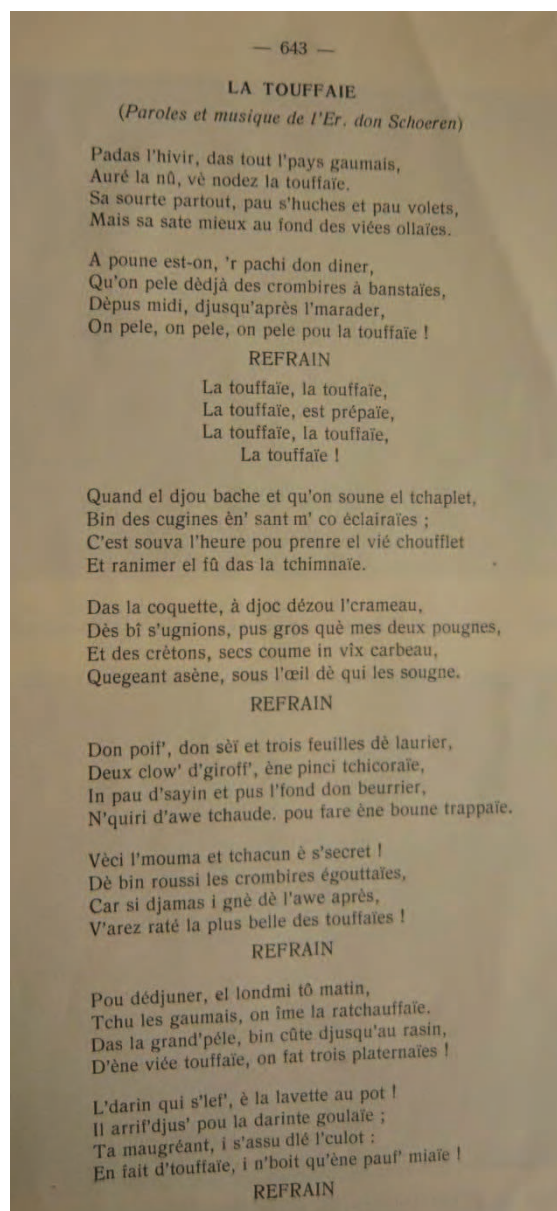 — 643 —
LA TOUFFAIE
(Paroles et musique de l'Er. don Schoeren)
Padas l'hivir, das tout l'pays gaumais,
Auré la nû, vè nodez la touffaïe.
Sa sourte partout, pau s'huches et pau volets,
Mais sa sate mieux au fond des viées ollaïes.
A poune est-on, 'r pachi don diner,
Qu'on pele dèdjà des crombires à banstaïes,
Dèpus midi, djusqu'après l'marader,
On pele, on pele, on pele pou la touffaïe !
REFRAIN
La touffaïe, la touffaïe,
La touffaïe, est prépaïe,
La touffaïe, la touffaïe,
La touffaïe !
Quand el djou bache et qu'on soune el tchaplet,
Bin des cugines èn' sant m' co éclairaïes ;
C'est souva l'heure pou prenre el vié choufflet
Et ranimer el fû das la tchimnaïe.
Das la coquette, à djoc dézou l'crameau,
Dès bî s'ugnions, pus gros què mes deux pougnes,
Et des crètons, secs coume in vîx carbeau,
Quegeant asène, sous l'œil dè qui les sougne.
REFRAIN
Don poif', don sèï et trois feuilles dè laurier,
Deux clow' d'giroff', ène pinci tchicoraïe,
In pau d'sayin et pus l'fond don beurrier,
N'quiri d'awe tchaude. pou fare ène boune trappaïe.
Vèci l'mouma et tchacun è s'secret !
Dè bin roussi les crombires égouttaïes,
Car si djamas i gnè dè l'awe après,
V'arez raté la plus belle des touffaïes !
REFRAIN
Pou dédjuner, el londmi tô matin,
Tchu les gaumais, on îme la ratchauffaïe.
Das la grand'péle, bin cûte djusqu'au rasin,
D'ène viée touffaïe, on fat trois platernaïes !
L'darin qui s'lef', è la lavette au pot !
Il arrif'djus' pou la darinte goulaïe ;
Ta maugréant, i s'assu dlé l'culot :
En fait d'touffaïe, i n'boit qu'ène pauf' miaïe !
REFRAIN